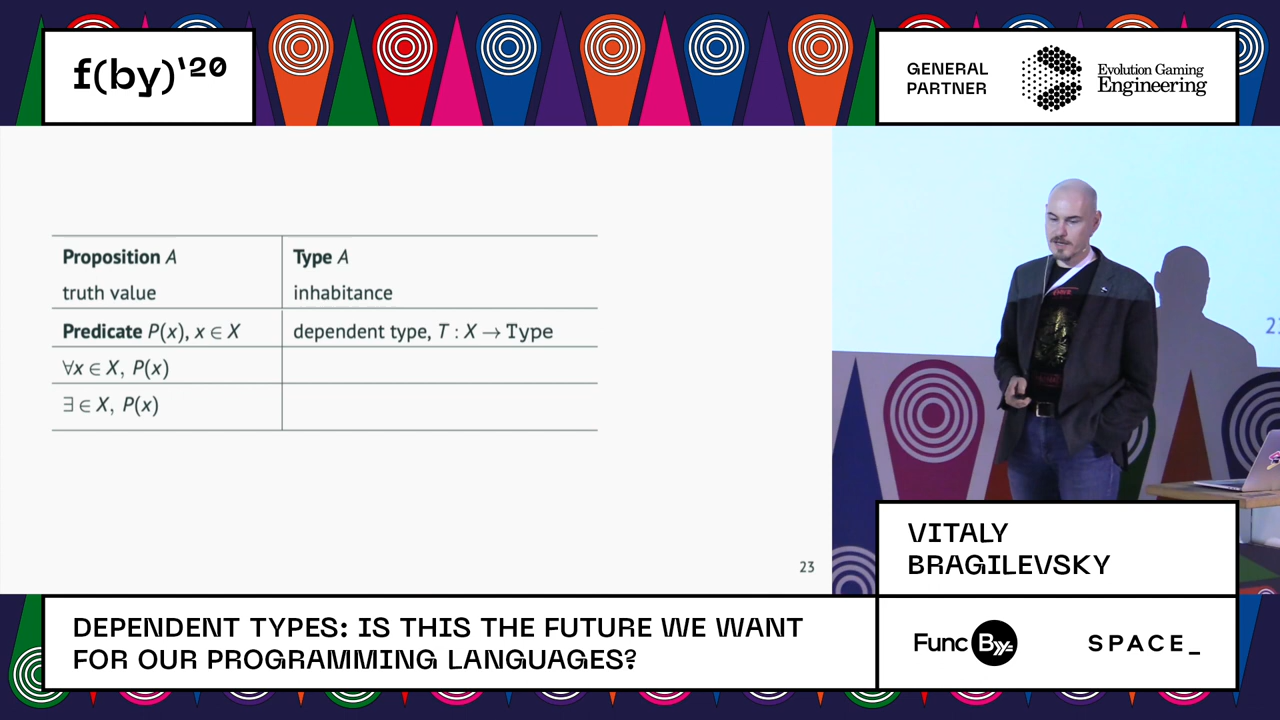 f(by)'20
GENERAL
PARTNER
Evolution Gaming
Engineering
Proposition A
Type A
truth value
inhabitance
Predicate P(x), x ∈ X
dependent type, T : X → Type
∀x ∈ X, P(x)
∃ ∈ X, P(x)
23
VITALY
BRAGILEVSKY
DEPENDENT TYPES: IS THIS THE FUTURE WE WANT
FOR OUR PROGRAMMING LANGUAGES?
Func By
SPACE_